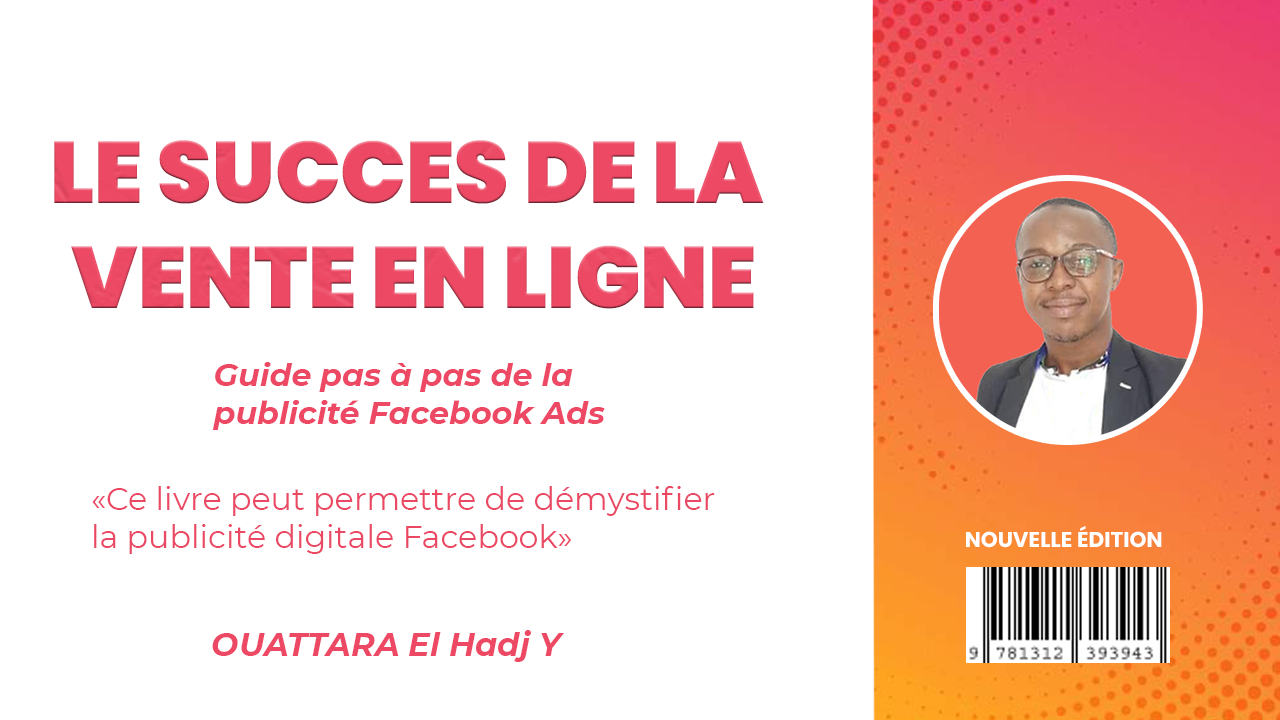 LE SUCCES DE LA
VENTE EN LIGNE
Guide pas à pas de la
publicité Facebook Ads
«Ce livre peut permettre de démystifier
la publicité digitale Facebook»
OUATTARA El Hadj Y
NOUVELLE ÉDITION
9 781312 393943